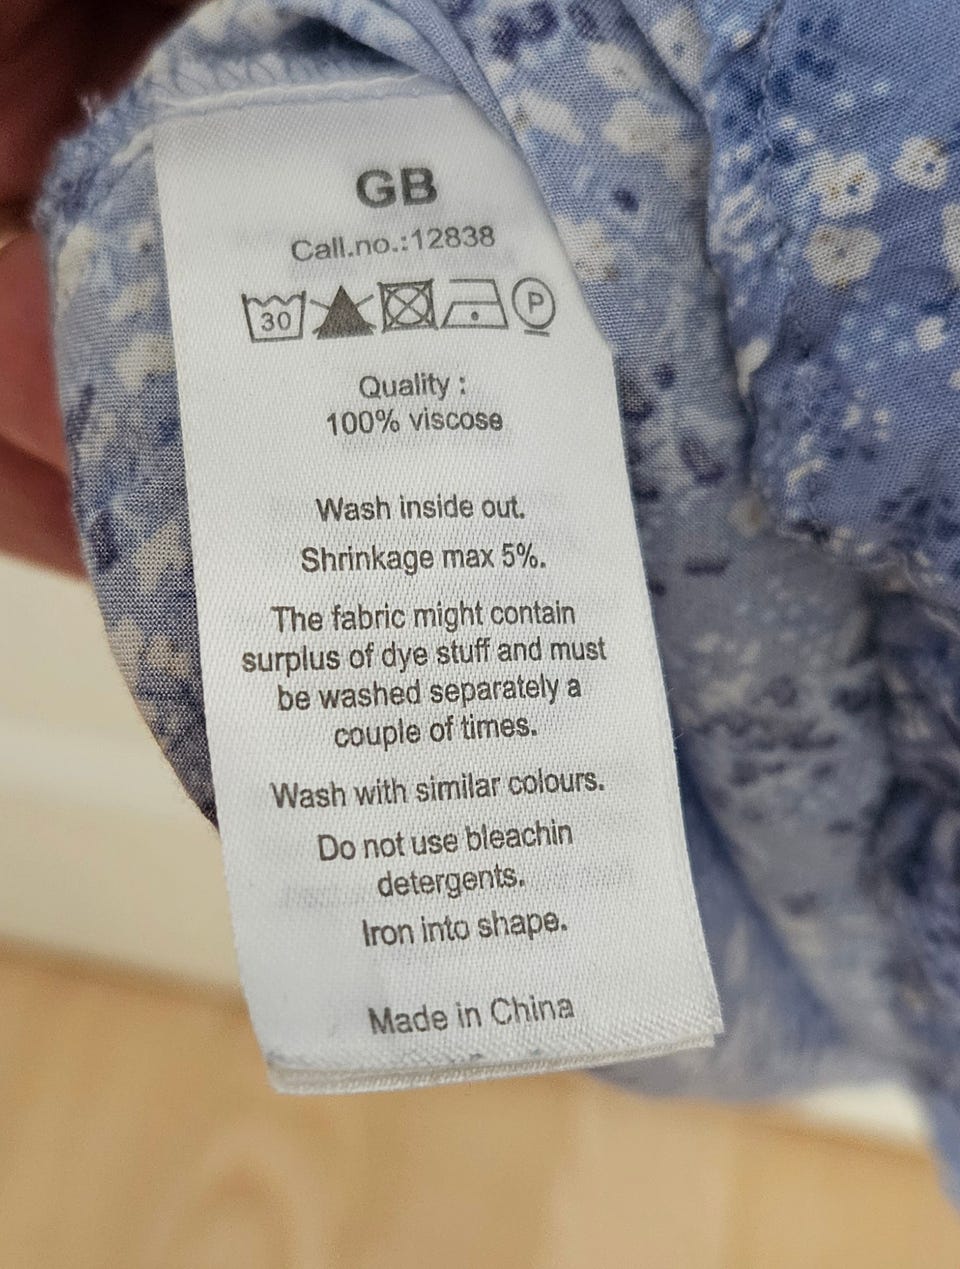 GB
Call.no.:12838
30 P
Quality :
100% viscose
Wash inside out.
Shrinkage max 5%.
The fabric might contain
surplus of dye stuff and must
be washed separately a
couple of times.
Wash with similar colours.
Do not use bleachin
detergents.
Iron into shape.
Made in China